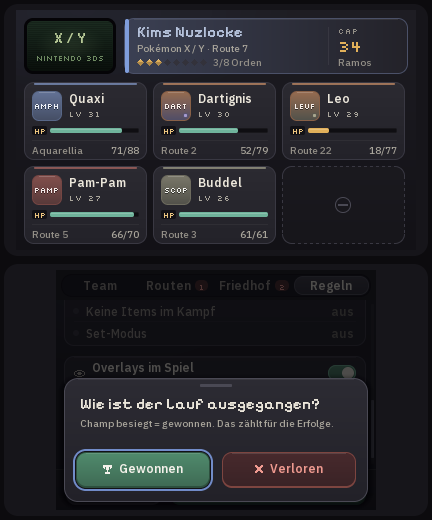 X/Y
NINTENDO 3DS
Kims Nuzlocke
Pokémon X/Y · Route 7
3/8 Orden
CAP
34
Ramos
AMPH
Quaxi
LV 31
HP
Aquarellia 71/88
DART
Dartignis
LV 30
HP
Route 2 52/79
LEUF
Leo
LV 29
HP
Route 22 18/77
PAMP
Pam-Pam
LV 27
HP
Route 5 66/70
SCOP
Buddel
LV 26
HP
Route 3 61/61
Team Routen 1 Friedhof 2 Regeln
Keine Items im Kampf aus
Set-Modus aus
Overlays im Spiel
Wie ist der Lauf ausgegangen?
Champ besiegt = gewonnen. Das zählt für die Erfolge.
Gewonnen
Verloren